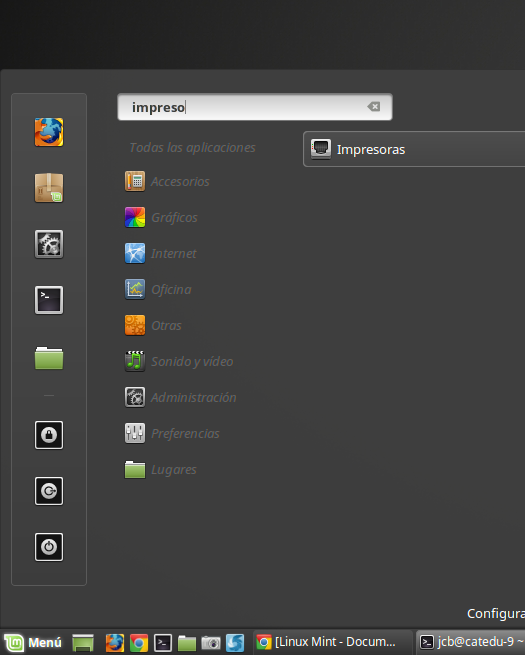 impreso
Todas las aplicaciones
Impresoras
Accesorios
Gráficos
Internet
Oficina
Otras
Sonido y vídeo
Administración
Preferencias
Lugares
Configura
Menú
[Linux Mint - Docum...
jcb@catedu-9 ~